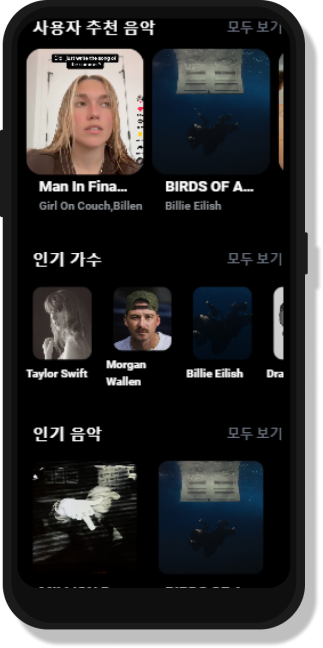 사용자 추천 음악 모두 보기
Man In Fina... BIRDS OF A...
Girl On Couch,Billen Billie Eilish
인기 가수 모두 보기
Taylor Swift Morgan Wallen Billie Eilish Dra
인기 음악 모두 보기